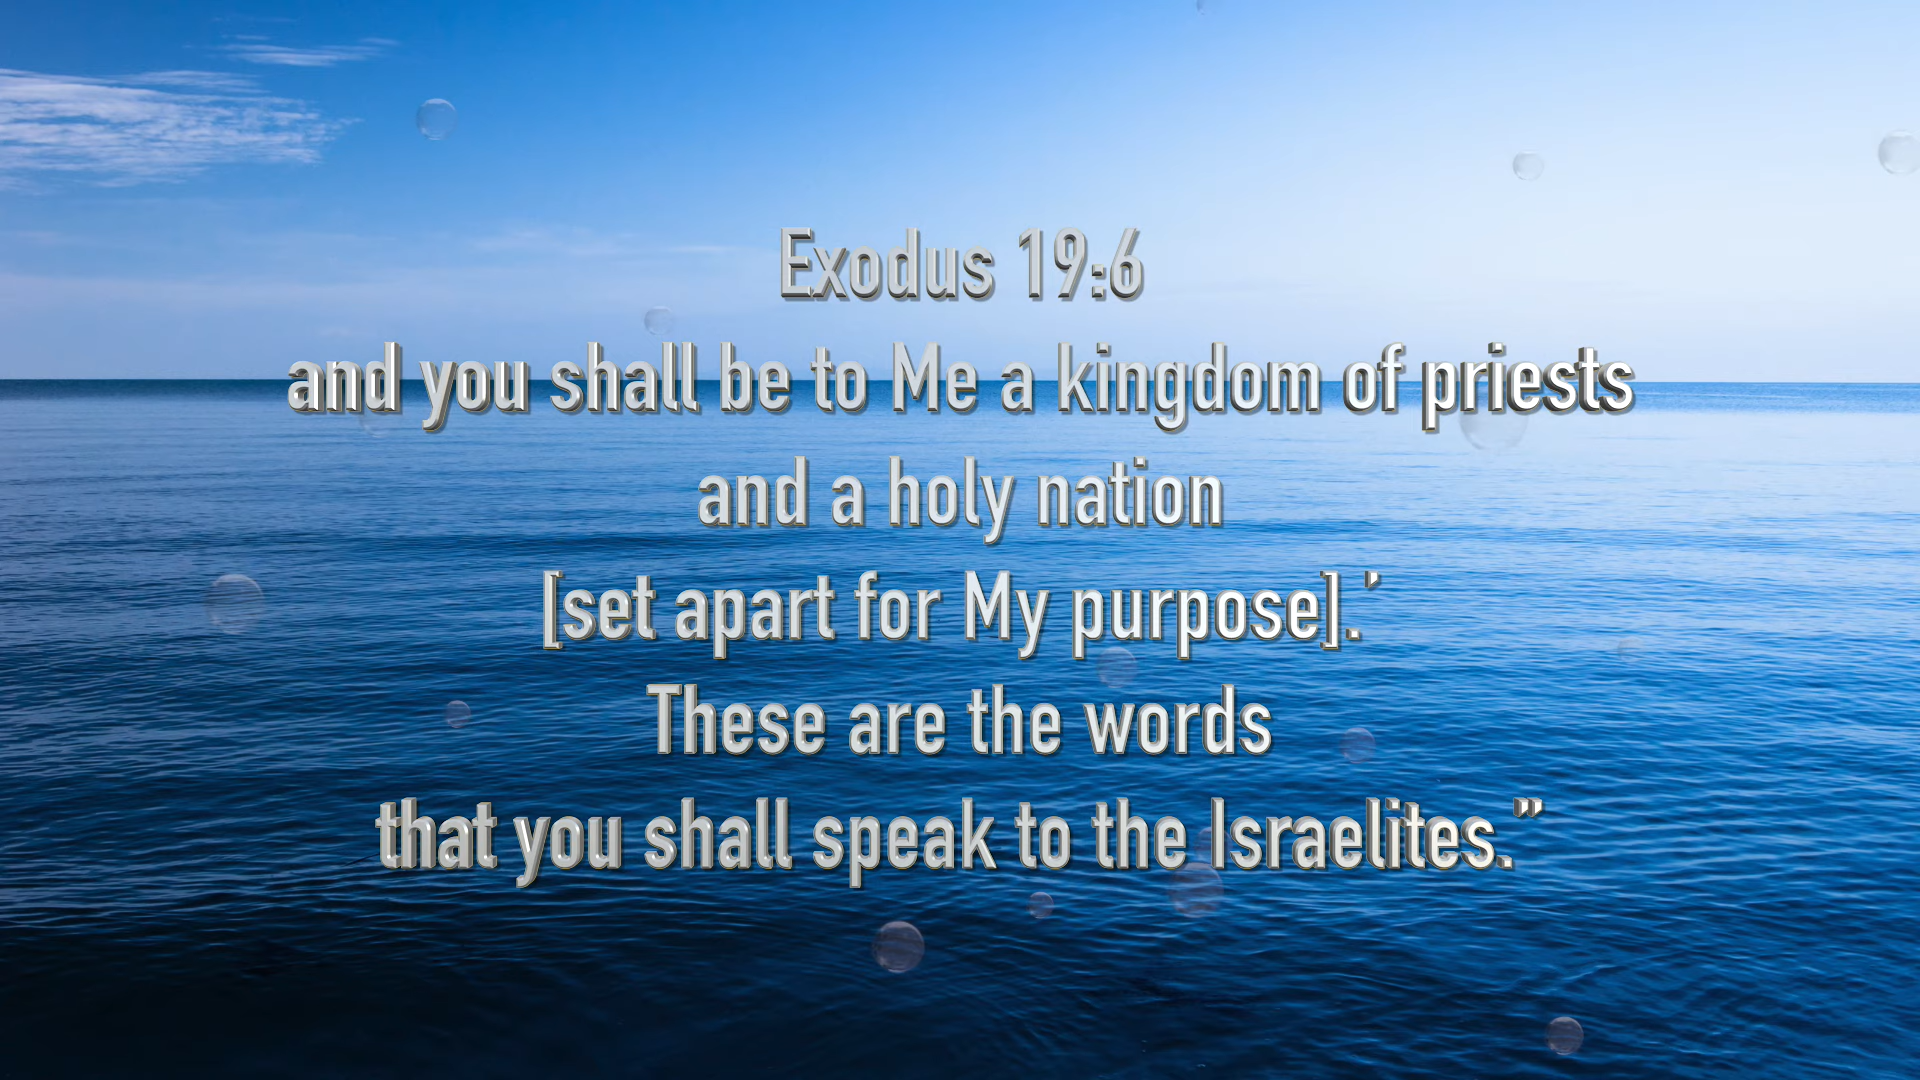 Exodus 19:6
and you shall be to Me a kingdom of priests
and a holy nation
[set apart for My purpose].’
These are the words
that you shall speak to the Israelites.”